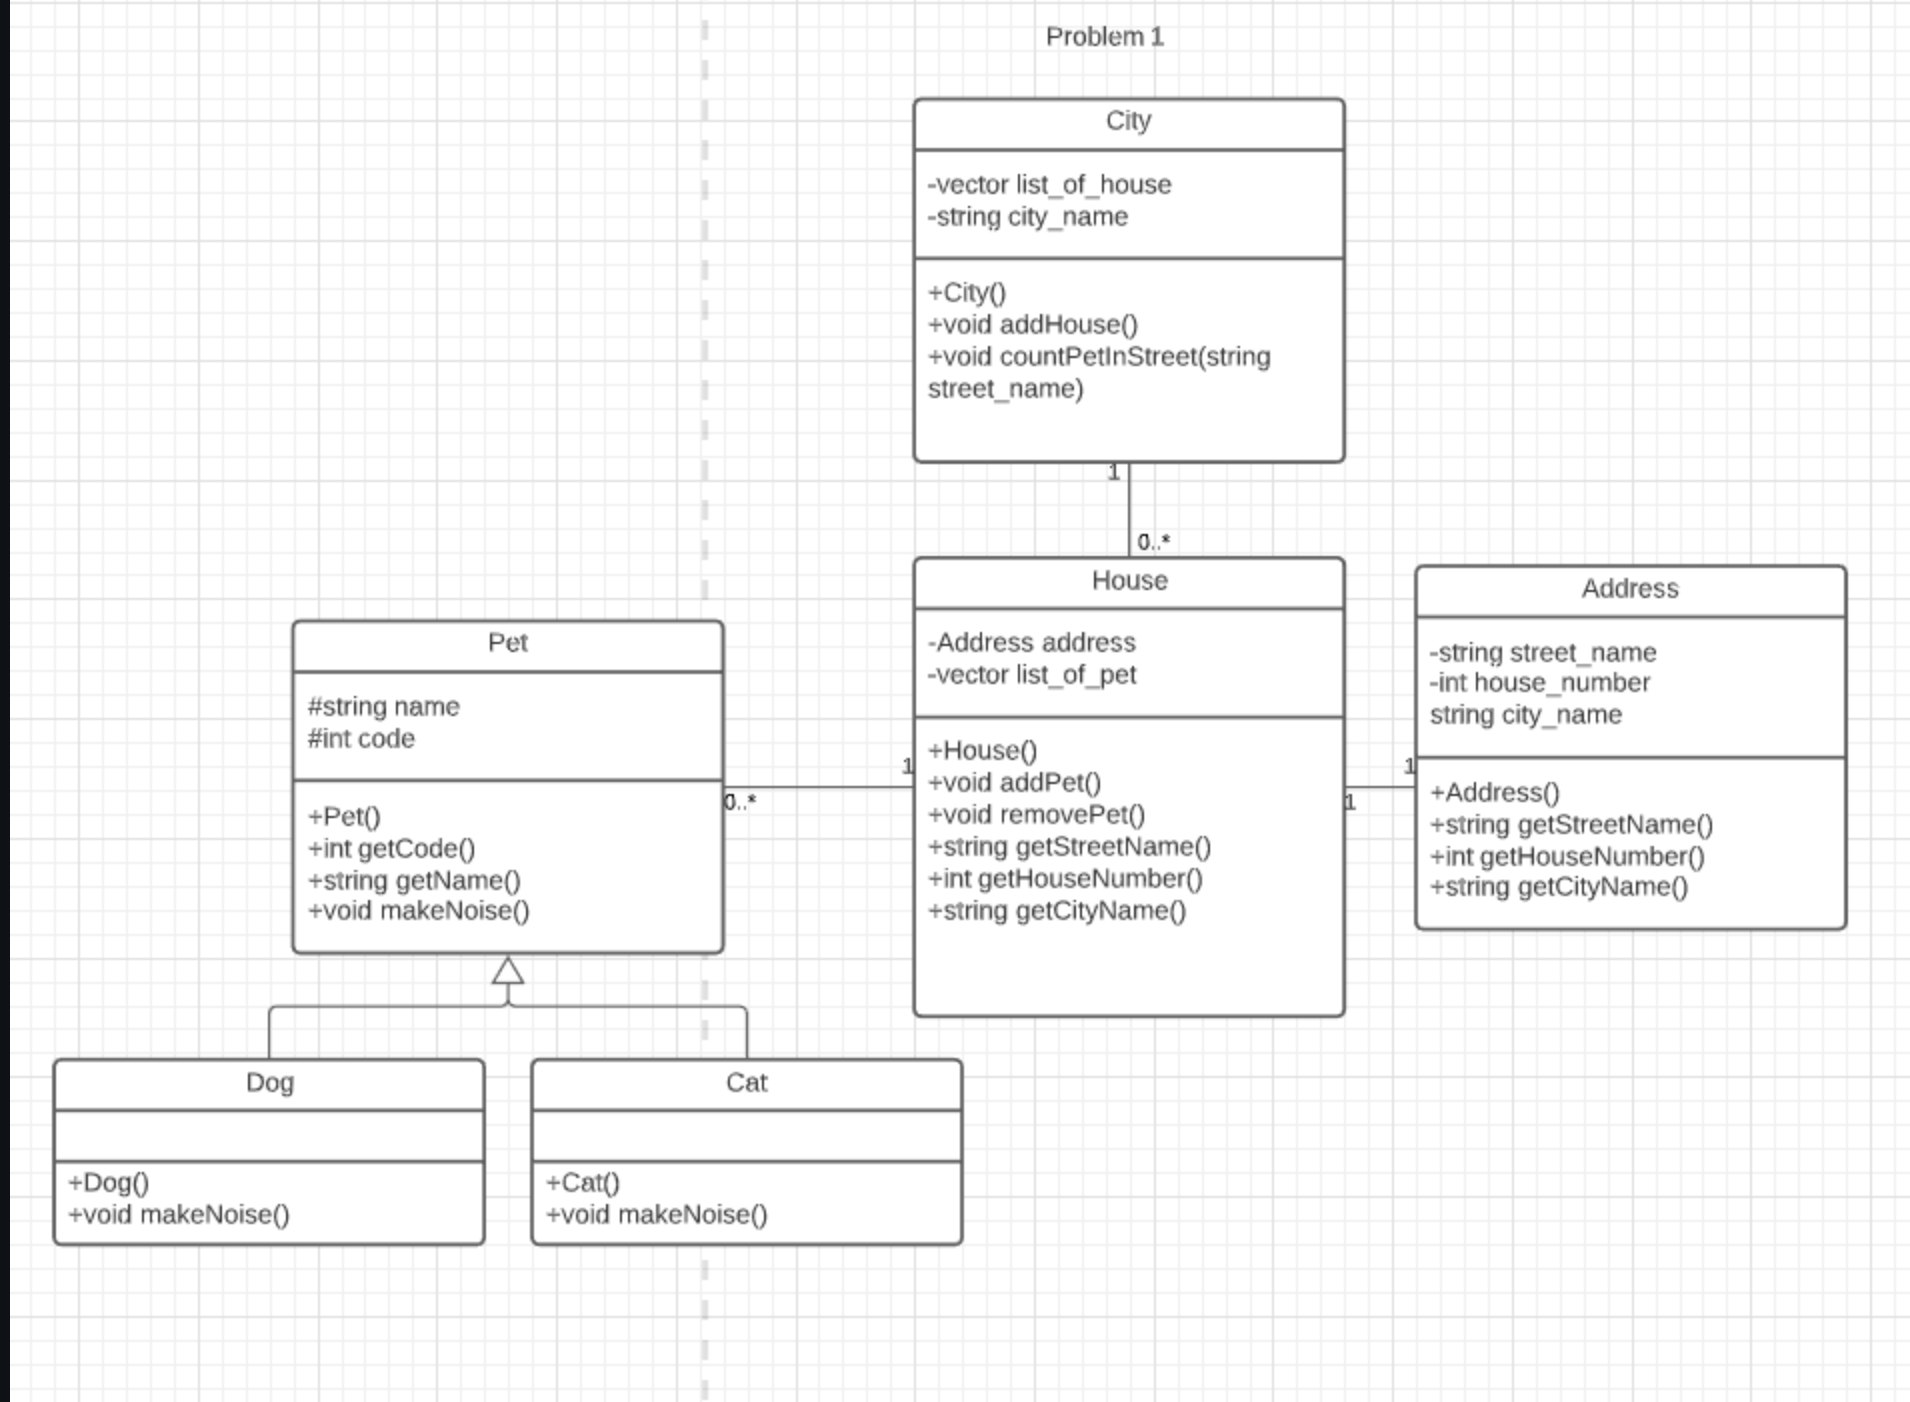 Problem 1
City
-vector list_of_house
-string city_name
+City()
+void addHouse()
+void countPetInStreet(string
street_name)
1
0..*
House
-Address address
-vector list_of_pet
+House()
+void addPet()
+void removePet()
+string getStreetName()
+int getHouseNumber()
+string getCityName()
Address
-string street_name
-int house_number
string city_name
+Address()
+string getStreetName()
+int getHouseNumber()
+string getCityName()
1
1
Pet
#string name
#int code
+Pet()
+int getCode()
+string getName()
+void makeNoise()
1
0..*
Dog
+Dog()
+void makeNoise()
Cat
+Cat()
+void makeNoise()